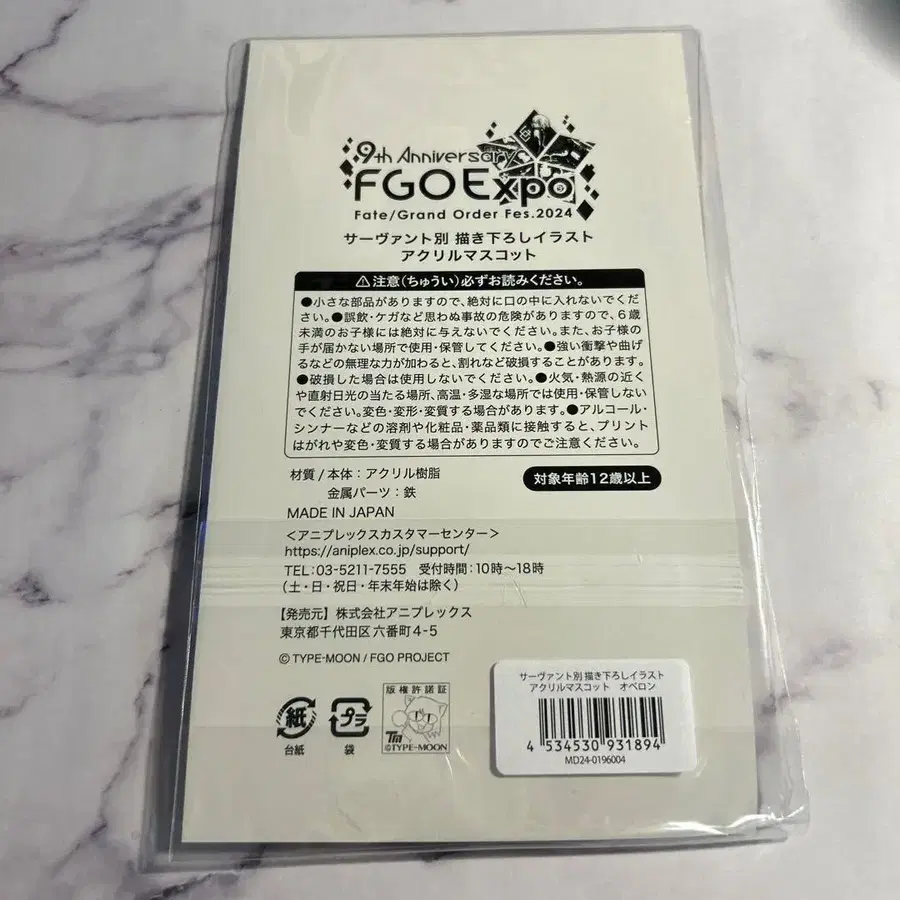 9th Anniversary
FGO Expo
Fate/Grand Order Fes.2024
サーヴァント別 描き下ろしイラスト
アクリルマスコット
⚠注意(ちゅうい)必ずお読みください。
●小さな部品がありますので、絶対に口の中に入れないでくだ
さい。●誤飲・ケガなど思わぬ事故の危険がありますので、6歳
未満のお子様には絶対に与えないでください。また、お子様の
手が届かない場所で使用・保管してください。●強い衝撃や曲げ
るなどの無理な力が加わると、割れなど破損することがあります。
●破損した場合は使用しないでください。●火気・熱源の近く
や直射日光の当たる場所、高温・多湿な場所では使用・保管しない
でください。変色・変形・変質する場合があります。●アルコール・
シンナーなどの溶剤や化粧品・薬品類に接触すると、プリント
はがれや変色・変質する場合がありますのでご注意ください。
材質/本体:アクリル樹脂
金属パーツ:鉄
対象年齢12歳以上
MADE IN JAPAN
<アニプレックスカスタマーセンター>
https://aniplex.co.jp/support/
TEL:03-5211-7555 受付時間:10時~18時
(土・日・祝日・年末年始は除く)
【発売元】株式会社アニプレックス
東京都千代田区六番町4-5
© TYPE-MOON / FGO PROJECT
紙
台紙
プラ
袋
版権許諾証
TM
©TYPE-MOON
サーヴァント別 描き下ろしイラスト
アクリルマスコット オベロン
4 534530 931894
MD24-0196004